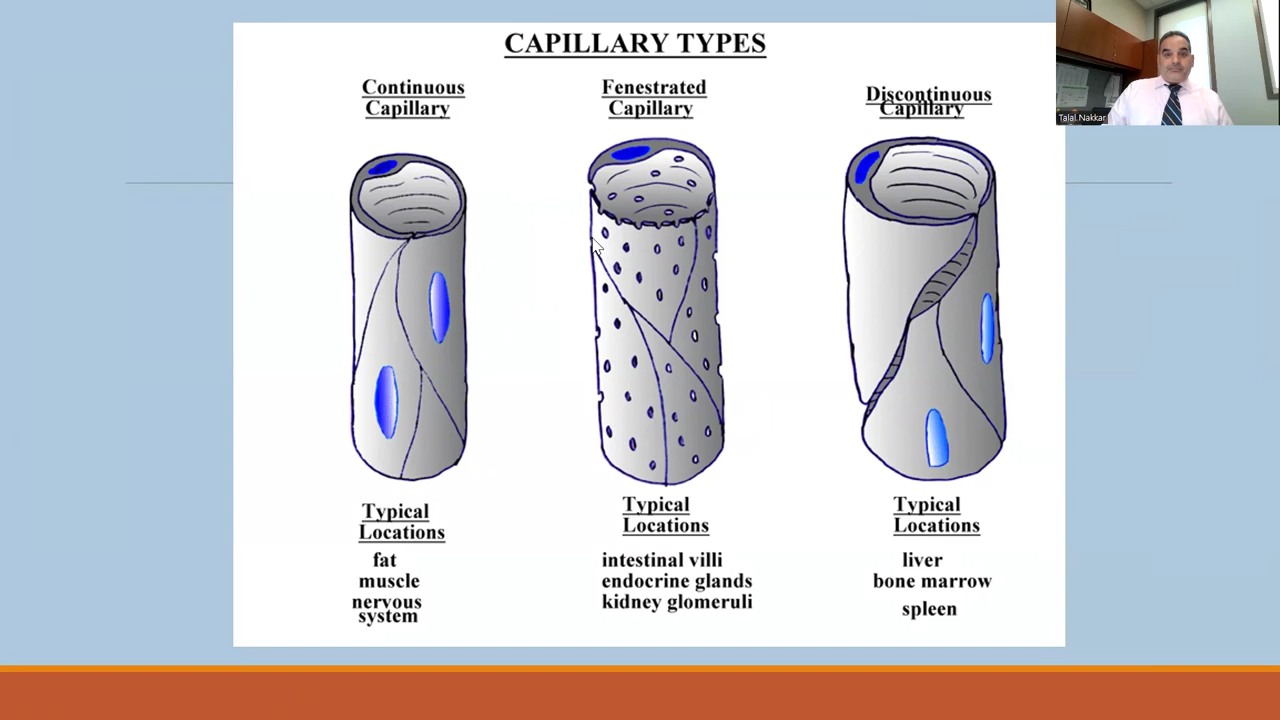 CAPILLARY TYPES
Continuous
Capillary
Fenestrated
Capillary
Discontinuous
Capillary
Typical
Locations
fat
muscle
nervous
system
Typical
Locations
intestinal villi
endocrine glands
kidney glomeruli
Typical
Locations
liver
bone marrow
spleen
Talal Nakkar